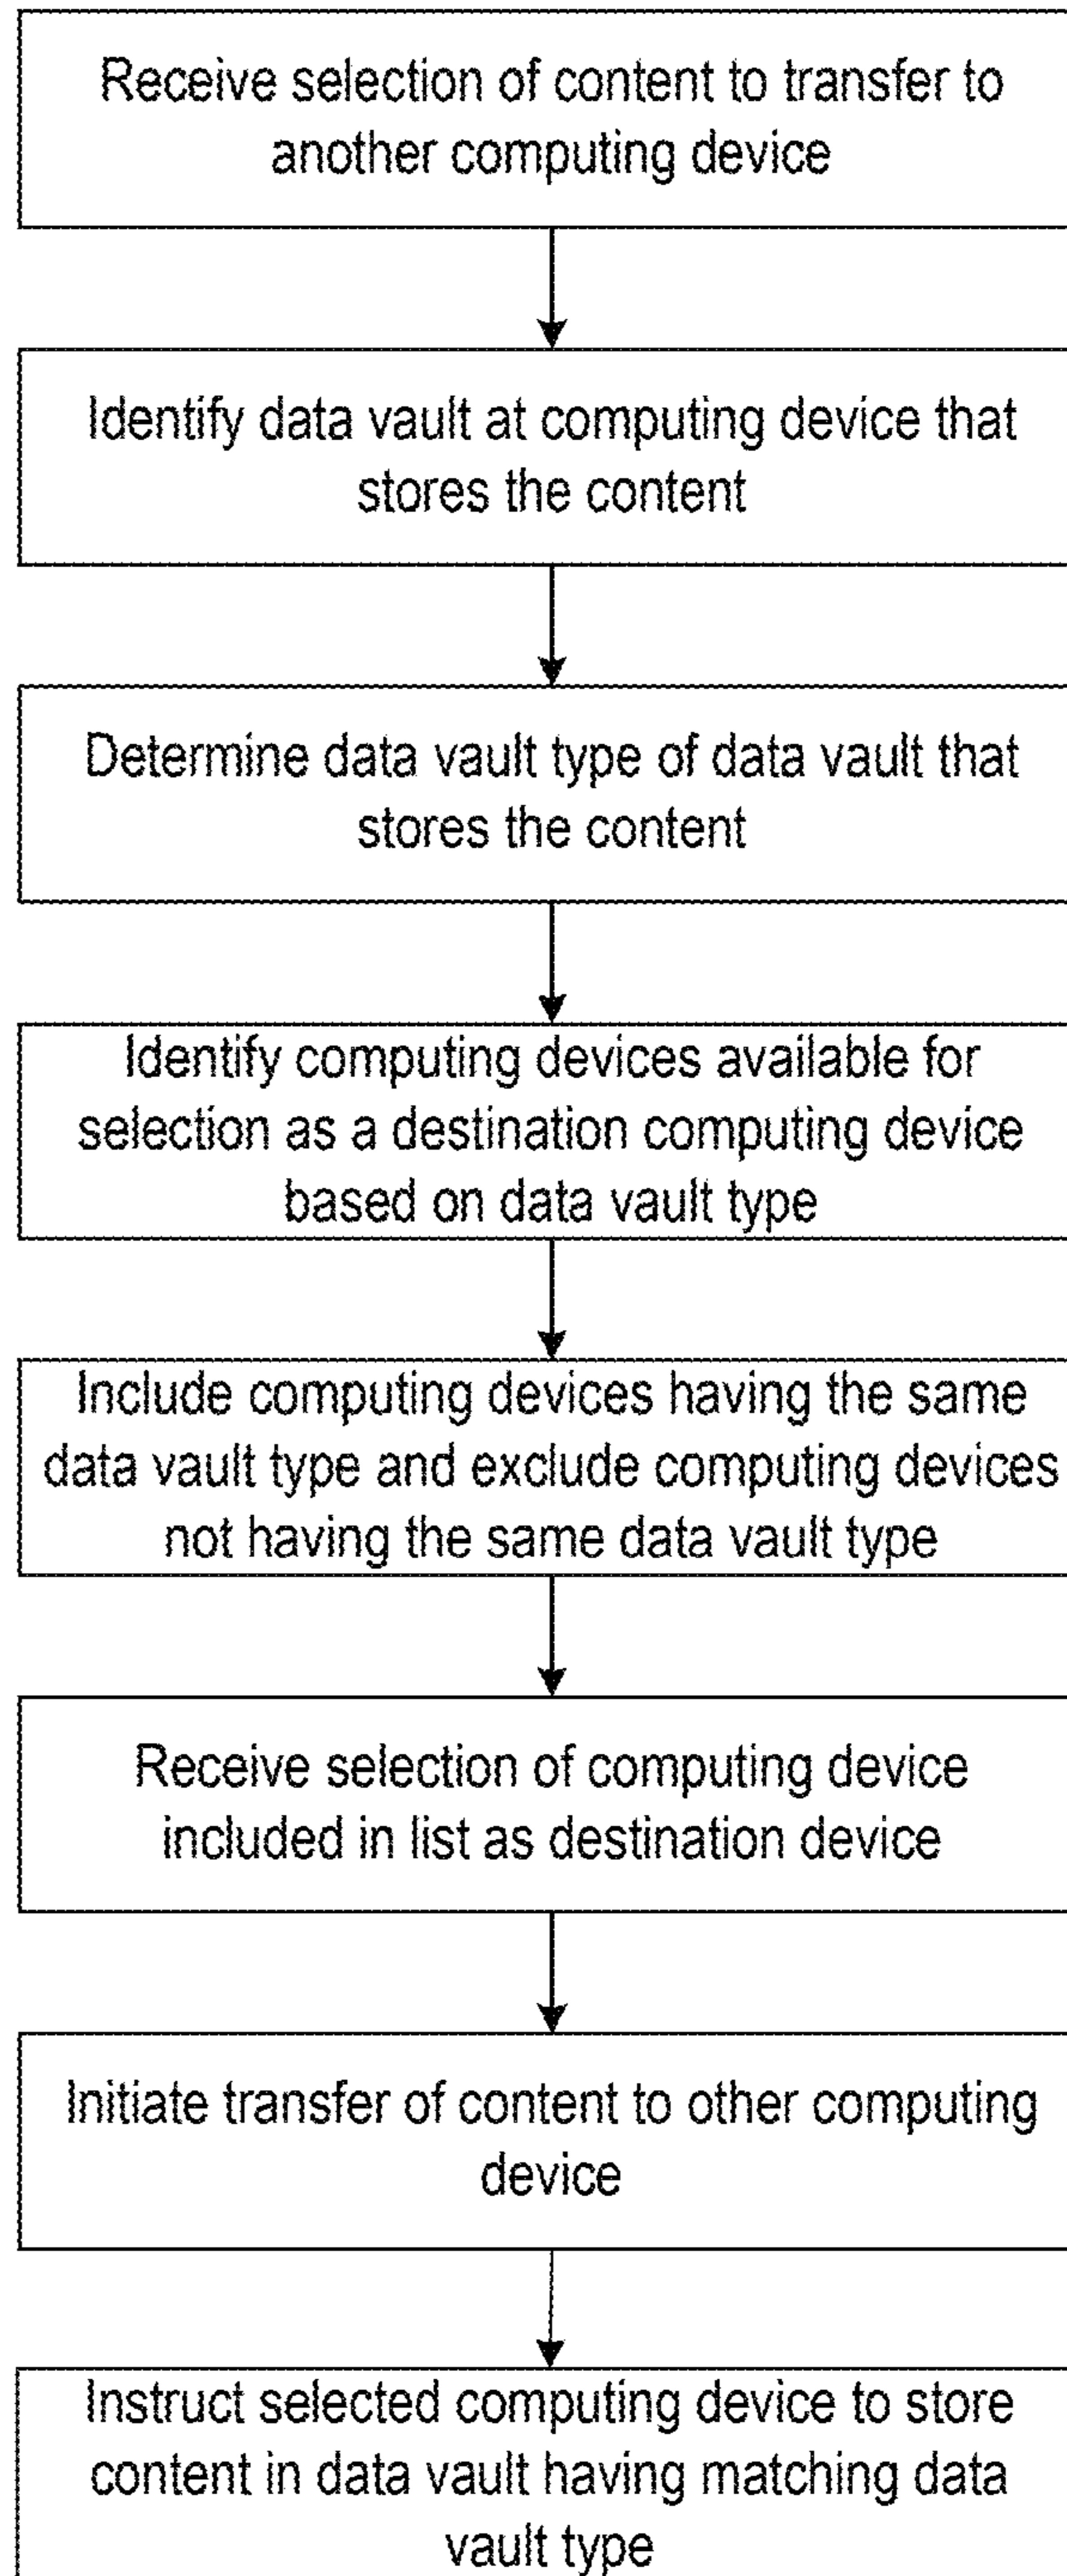 Receive selection of content to transfer to
another computing device
Identify data vault at computing device that
stores the content
Determine data vault type of data vault that
stores the content
Identify computing devices available for
selection as a destination computing device
based on data vault type
Include computing devices having the same
data vault type and exclude computing devices
not having the same data vault type
Receive selection of computing device
included in list as destination device
Initiate transfer of content to other computing
device
Instruct selected computing device to store
content in data vault having matching data
vault type